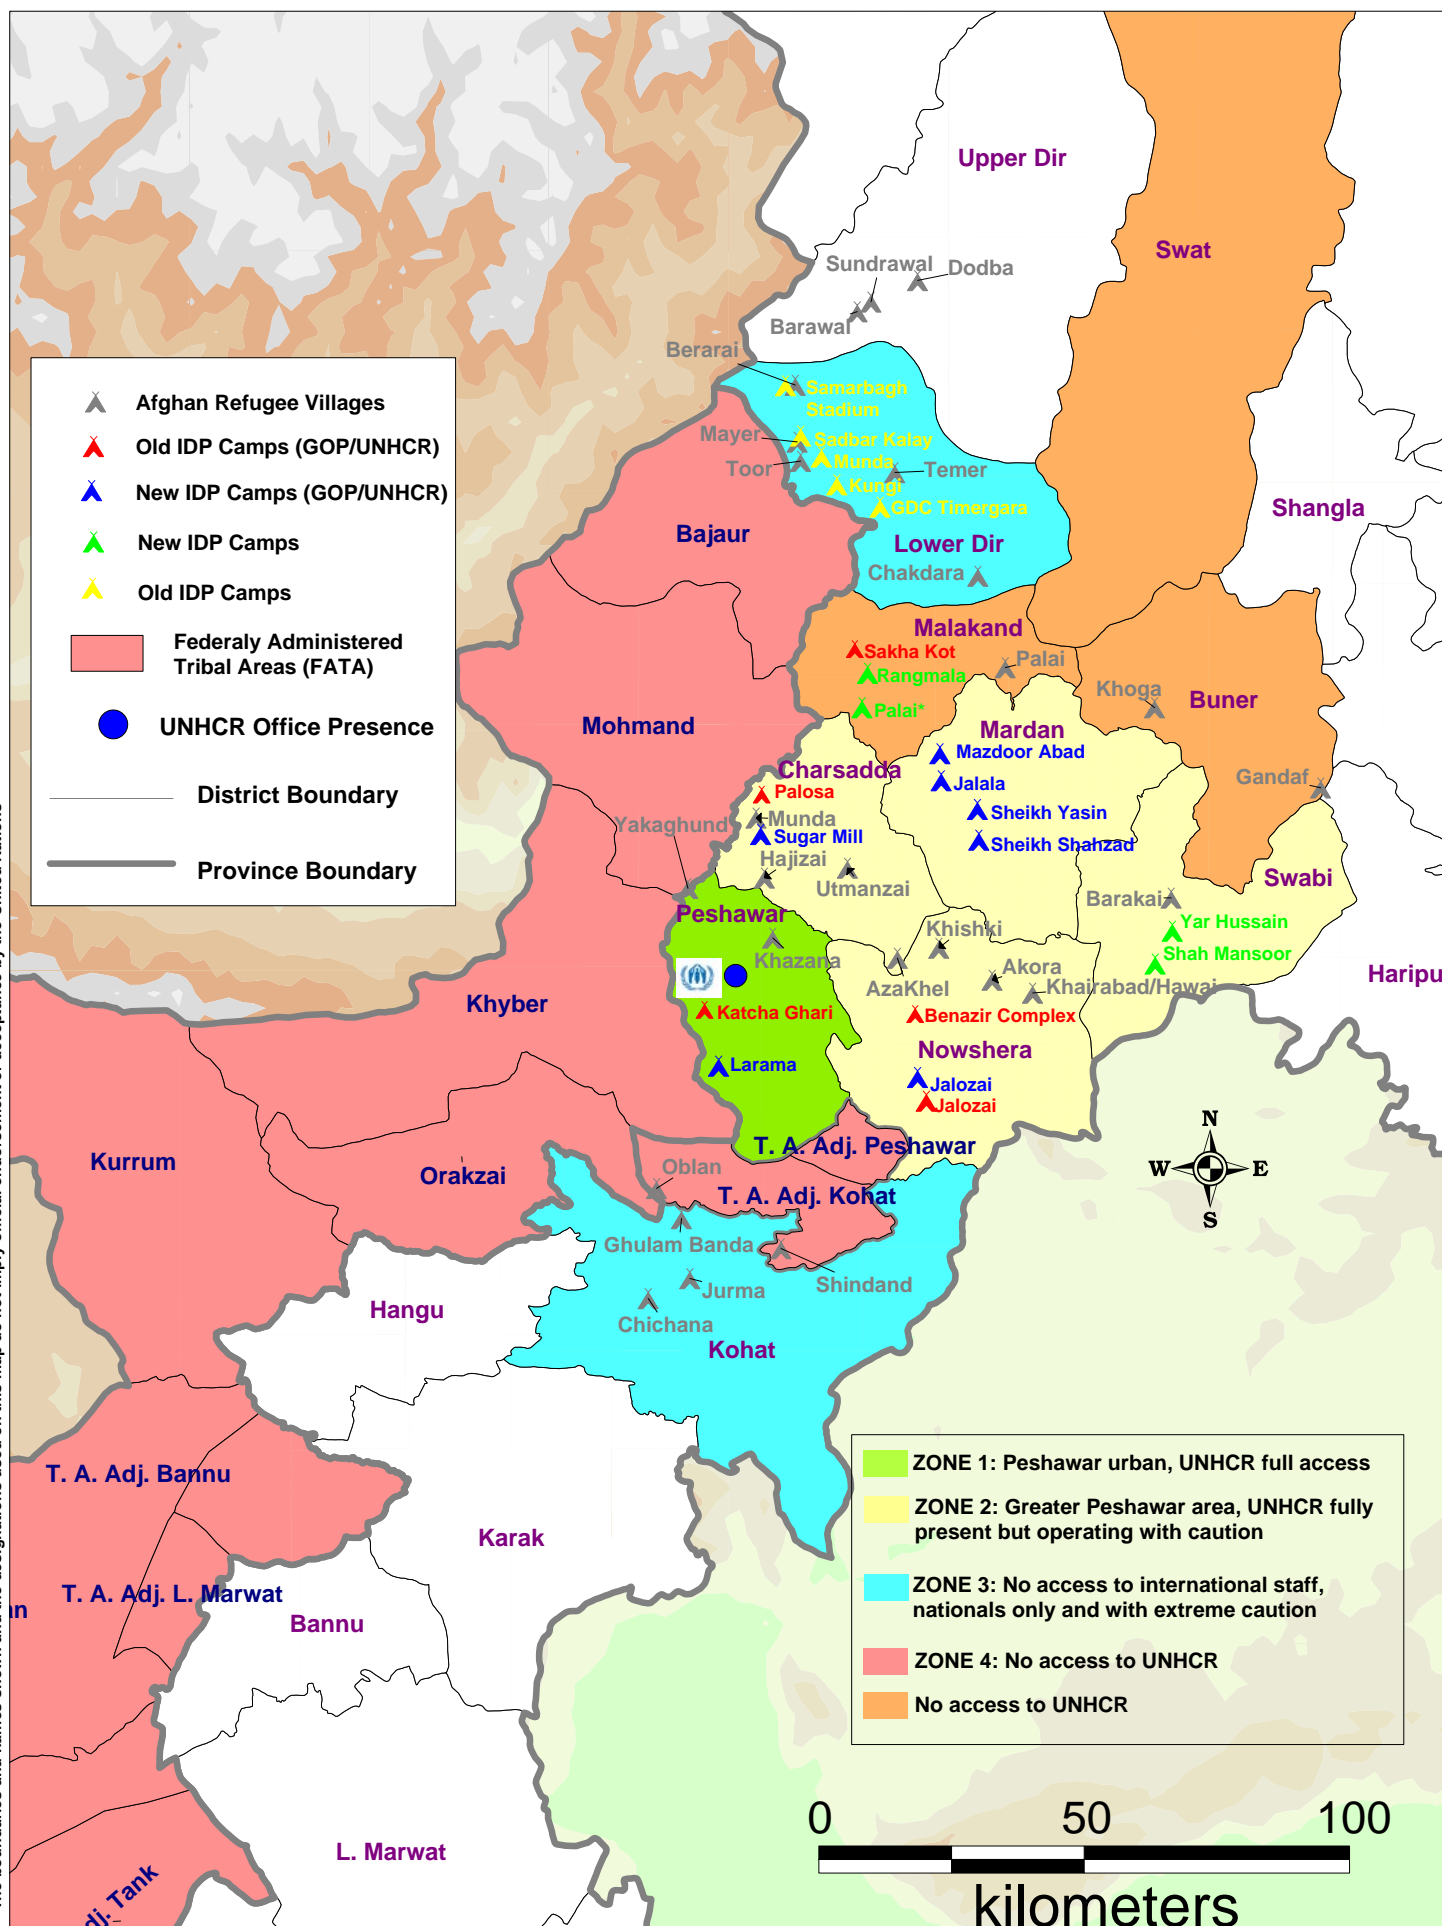 Upper Dir
Swat
Sundrawal
Dodba
Barawal
Berarai
Samarbagh
Stadium
Mayer
Sadbar Kalay
Toor
Munda
Temer
Kungi
GDC Timergara
Shangla
Bajaur
Lower Dir
Chakdara
Malakand
Sakha Kot
Palai
Rangmala
Khoga
Buner
Palai*
Mohmand
Mardan
Mazdoor Abad
Charsadda
Jalala
Gandaf
Palosa
Munda
Sheikh Yasin
Yakaghund
Sugar Mill
Sheikh Shahzad
Hajizai
Utmanzai
Swabi
Barakai
Peshawar
Yar Hussain
Khishki
Khazana
Shah Mansoor
Akora
Haripu
AzaKhel
Khairabad/Hawai
Khyber
Katcha Ghari
Benazir Complex
Nowshera
Larama
Jalozai
Jalozai
T. A. Adj. Peshawar
Kurrum
Orakzai
Oblan
T. A. Adj. Kohat
Ghulam Banda
Shindand
Jurma
Hangu
Chichana
Kohat
T. A. Adj. Bannu
Karak
T. A. Adj. L. Marwat
an
Bannu
L. Marwat
dj. Tank
Afghan Refugee Villages
Old IDP Camps (GOP/UNHCR)
New IDP Camps (GOP/UNHCR)
New IDP Camps
Old IDP Camps
Federaly Administered
Tribal Areas (FATA)
UNHCR Office Presence
District Boundary
Province Boundary
N
W E
S
ZONE 1: Peshawar urban, UNHCR full access
ZONE 2: Greater Peshawar area, UNHCR fully
present but operating with caution
ZONE 3: No access to international staff,
nationals only and with extreme caution
ZONE 4: No access to UNHCR
No access to UNHCR
0 50 100
kilometers